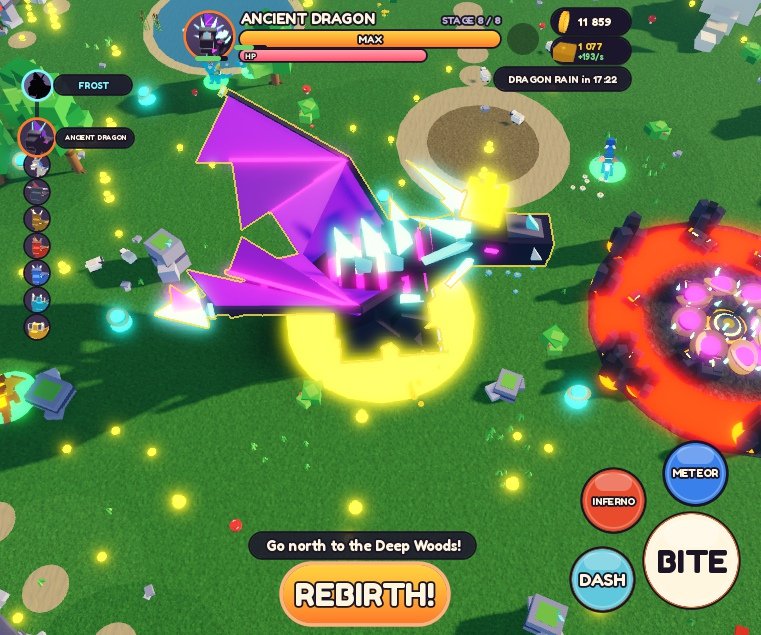 ANCIENT DRAGON
STAGE 8 / 8
MAX
HP
11 859
1 077
+193/s
DRAGON RAIN in 17:22
FROST
ANCIENT DRAGON
METEOR
INFERNO
BITE
DASH
Go north to the Deep Woods!
REBIRTH!